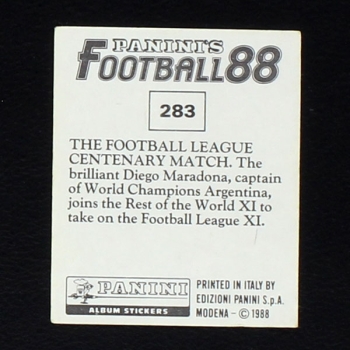 PANINI'S
FOOTBALL 88
283
THE FOOTBALL LEAGUE
CENTENARY MATCH. The
brilliant Diego Maradona, captain
of World Champions Argentina,
joins the Rest of the World XI to
take on the Football League XI.
PANINI
ALBUM STICKERS
PRINTED IN ITALY BY
EDIZIONI PANINI S.p.A.
MODENA - © 1988